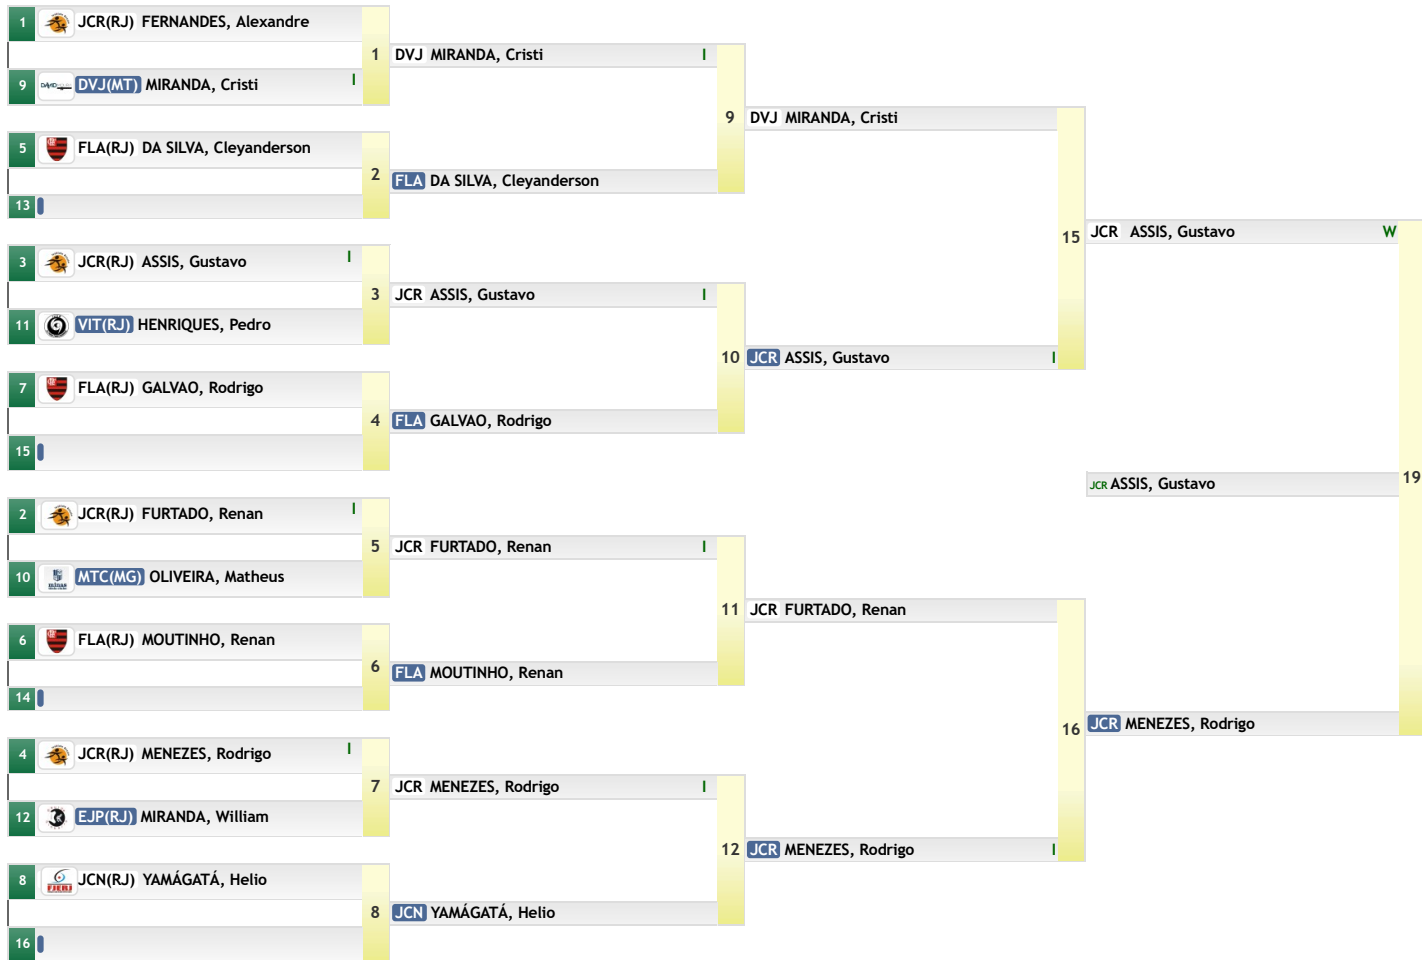 1 JCR(RJ) FERNANDES, Alexandre
1 DVJ MIRANDA, Cristi I
9 DVJ(MT) MIRANDA, Cristi I
9 DVJ MIRANDA, Cristi
5 FLA(RJ) DA SILVA, Cleyanderson
2 FLA DA SILVA, Cleyanderson
13
15 JCR ASSIS, Gustavo W
3 JCR(RJ) ASSIS, Gustavo I
3 JCR ASSIS, Gustavo I
11 VIT(RJ) HENRIQUES, Pedro
10 JCR ASSIS, Gustavo I
7 FLA(RJ) GALVAO, Rodrigo
4 FLA GALVAO, Rodrigo
15
JCR ASSIS, Gustavo 19
2 JCR(RJ) FURTADO, Renan I
5 JCR FURTADO, Renan I
10 MTC(MG) OLIVEIRA, Matheus
11 JCR FURTADO, Renan
6 FLA(RJ) MOUTINHO, Renan
6 FLA MOUTINHO, Renan
14
16 JCR MENEZES, Rodrigo
4 JCR(RJ) MENEZES, Rodrigo I
7 JCR MENEZES, Rodrigo I
12 EJP(RJ) MIRANDA, William
12 JCR MENEZES, Rodrigo I
8 FJERJ JCN(RJ) YAMÁGATÁ, Helio
8 JCN YAMÁGATÁ, Helio
16